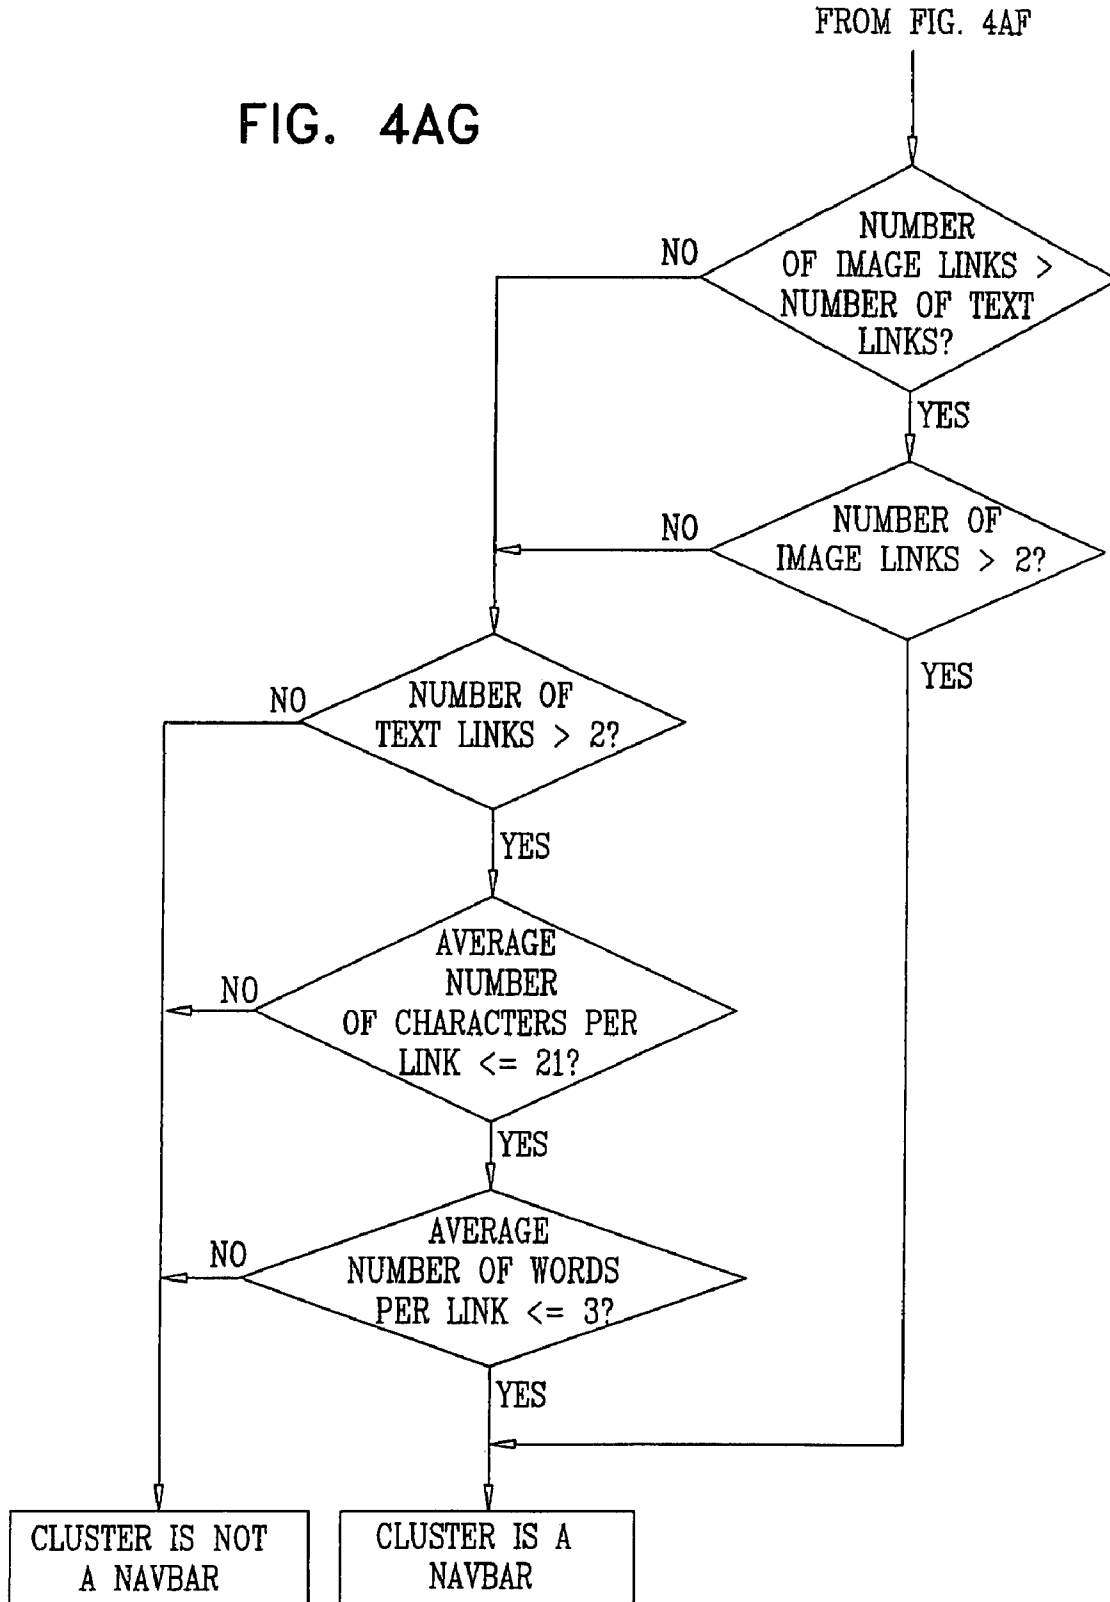 FROM FIG. 4AF
FIG. 4AG
NUMBER
OF IMAGE LINKS >
NUMBER OF TEXT
LINKS?
NO
YES
NUMBER OF
IMAGE LINKS > 2?
NO
YES
NUMBER OF
TEXT LINKS > 2?
NO
YES
AVERAGE
NUMBER
OF CHARACTERS PER
LINK <= 21?
NO
YES
AVERAGE
NUMBER OF WORDS
PER LINK <= 3?
NO
YES
CLUSTER IS NOT
A NAVBAR
CLUSTER IS A
NAVBAR